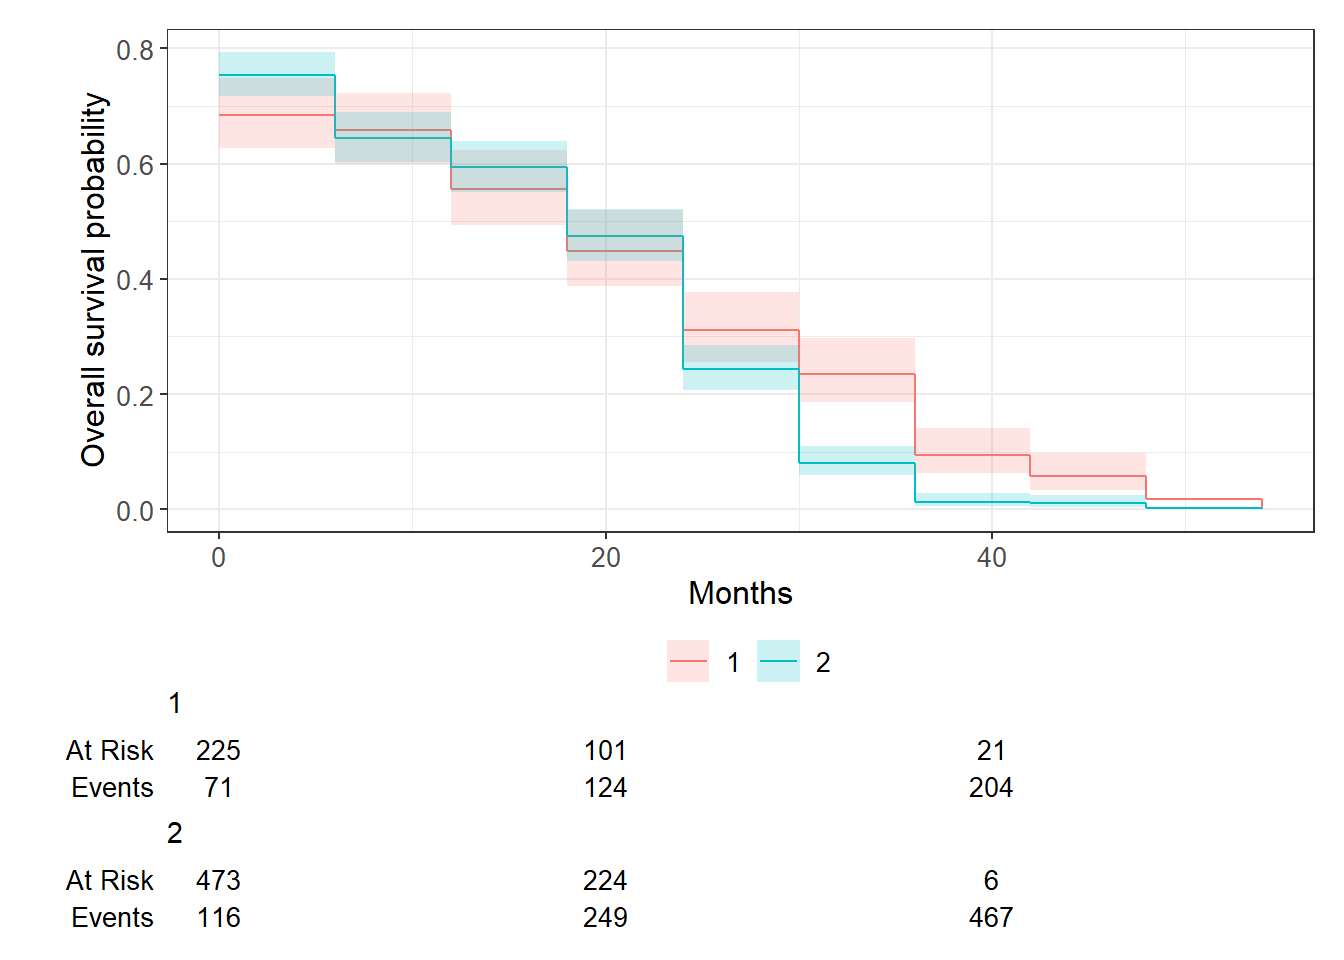 Overall survival probability
0.8
0.6
0.4
0.2
0.0
0 20 40
Months
1 2
1
At Risk 225 101 21
Events 71 124 204
2
At Risk 473 224 6
Events 116 249 467